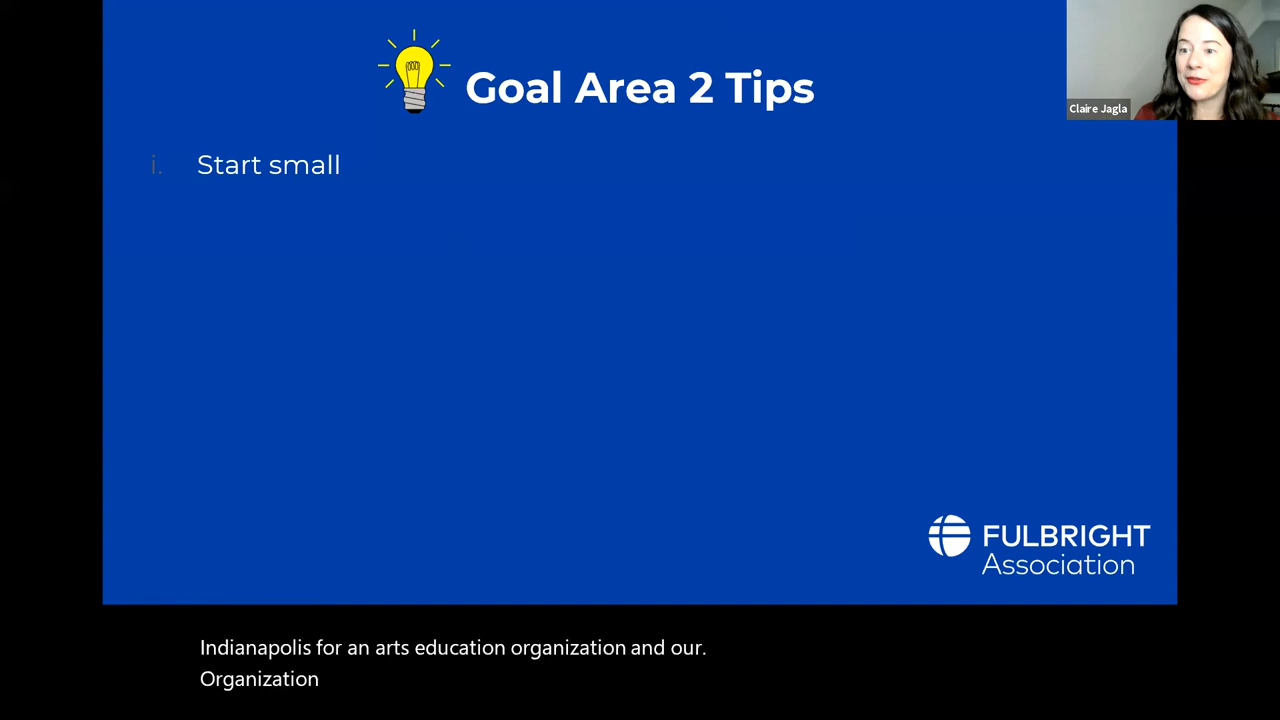 Goal Area 2 Tips
Claire Jagla
i. Start small
FULBRIGHT
Association
Indianapolis for an arts education organization and our.
Organization